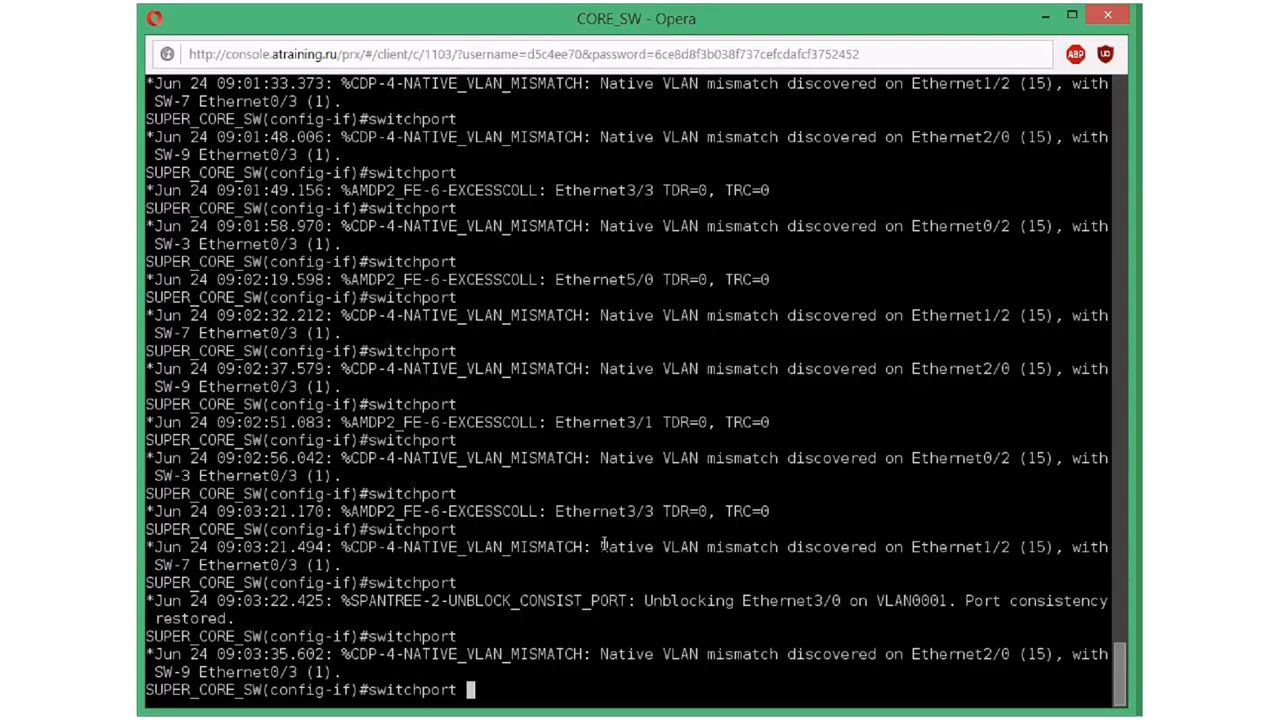 CORE_SW - Opera
http://console.atraining.ru/prx/#/client/c/1103/?username=d5c4ee70&password=6ce8d8f3b038f737cefcdafcf3752452
ABP
*Jun 24 09:01:33.373: %CDP-4-NATIVE_VLAN_MISMATCH: Native VLAN mismatch discovered on Ethernet1/2 (15), with
SW-7 Ethernet0/3 (1).
SUPER_CORE_SW(config-if)#switchport
*Jun 24 09:01:48.006: %CDP-4-NATIVE_VLAN_MISMATCH: Native VLAN mismatch discovered on Ethernet2/0 (15), with
SW-9 Ethernet0/3 (1).
SUPER_CORE_SW(config-if)#switchport
*Jun 24 09:01:49.156: %AMDP2_FE-6-EXCESSCOLL: Ethernet3/3 TDR=0, TRC=0
SUPER_CORE_SW(config-if)#switchport
*Jun 24 09:01:58.970: %CDP-4-NATIVE_VLAN_MISMATCH: Native VLAN mismatch discovered on Ethernet0/2 (15), with
SW-3 Ethernet0/3 (1).
SUPER_CORE_SW(config-if)#switchport
*Jun 24 09:02:19.598: %AMDP2_FE-6-EXCESSCOLL: Ethernet5/0 TDR=0, TRC=0
SUPER_CORE_SW(config-if)#switchport
*Jun 24 09:02:32.212: %CDP-4-NATIVE_VLAN_MISMATCH: Native VLAN mismatch discovered on Ethernet1/2 (15), with
SW-7 Ethernet0/3 (1).
SUPER_CORE_SW(config-if)#switchport
*Jun 24 09:02:37.579: %CDP-4-NATIVE_VLAN_MISMATCH: Native VLAN mismatch discovered on Ethernet2/0 (15), with
SW-9 Ethernet0/3 (1).
SUPER_CORE_SW(config-if)#switchport
*Jun 24 09:02:51.083: %AMDP2_FE-6-EXCESSCOLL: Ethernet3/1 TDR=0, TRC=0
SUPER_CORE_SW(config-if)#switchport
*Jun 24 09:02:56.042: %CDP-4-NATIVE_VLAN_MISMATCH: Native VLAN mismatch discovered on Ethernet0/2 (15), with
SW-3 Ethernet0/3 (1).
SUPER_CORE_SW(config-if)#switchport
*Jun 24 09:03:21.170: %AMDP2_FE-6-EXCESSCOLL: Ethernet3/3 TDR=0, TRC=0
SUPER_CORE_SW(config-if)#switchport
*Jun 24 09:03:21.494: %CDP-4-NATIVE_VLAN_MISMATCH: Native VLAN mismatch discovered on Ethernet1/2 (15), with
SW-7 Ethernet0/3 (1).
SUPER_CORE_SW(config-if)#switchport
*Jun 24 09:03:22.425: %SPANTREE-2-UNBLOCK_CONSIST_PORT: Unblocking Ethernet3/0 on VLAN0001. Port consistency
restored.
SUPER_CORE_SW(config-if)#switchport
*Jun 24 09:03:35.602: %CDP-4-NATIVE_VLAN_MISMATCH: Native VLAN mismatch discovered on Ethernet2/0 (15), with
SW-9 Ethernet0/3 (1).
SUPER_CORE_SW(config-if)#switchport